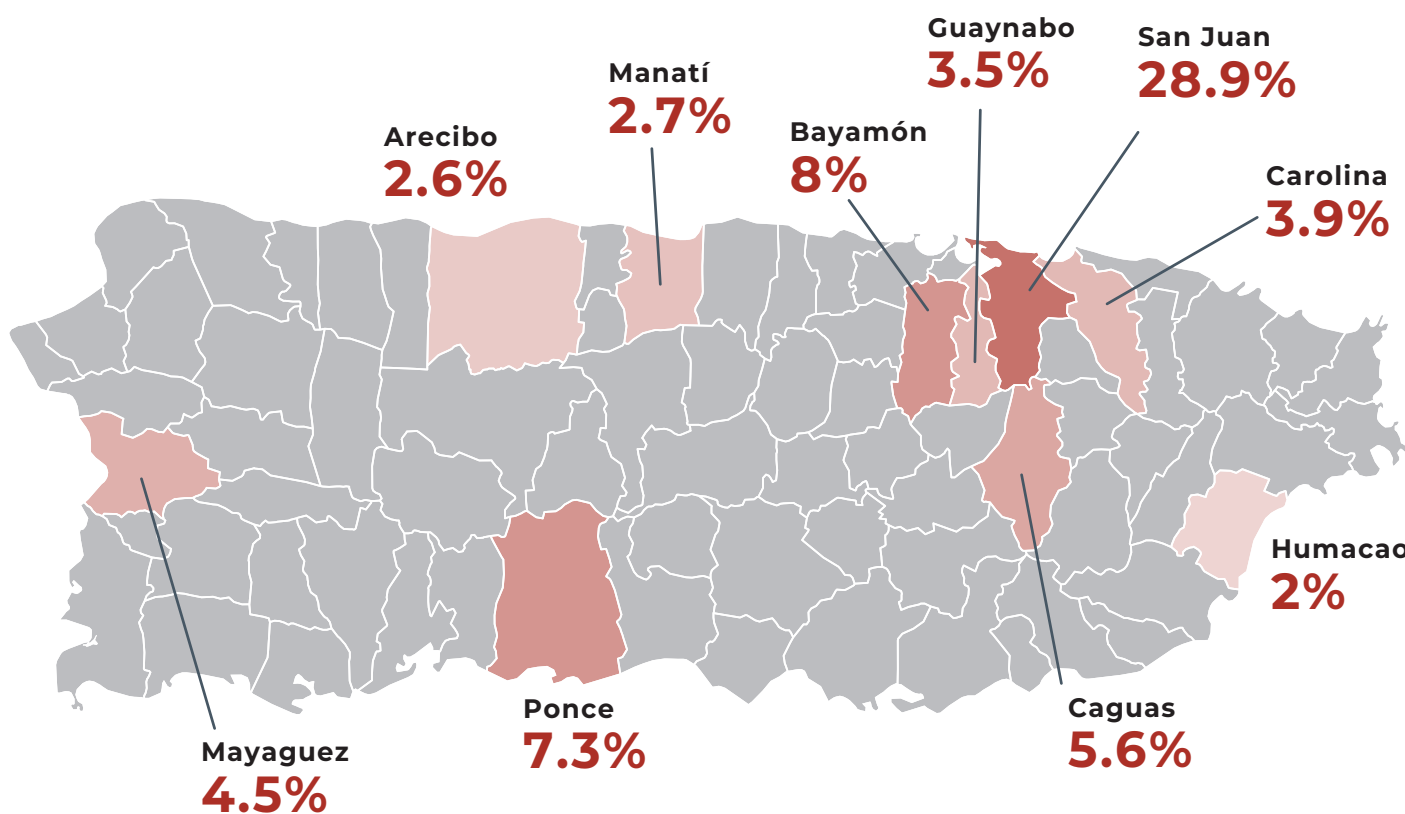 Guaynabo
3.5%
San Juan
28.9%
Manatí
2.7%
Arecibo
2.6%
Bayamón
8%
Carolina
3.9%
Humacao
2%
Ponce
7.3%
Caguas
5.6%
Mayaguez
4.5%